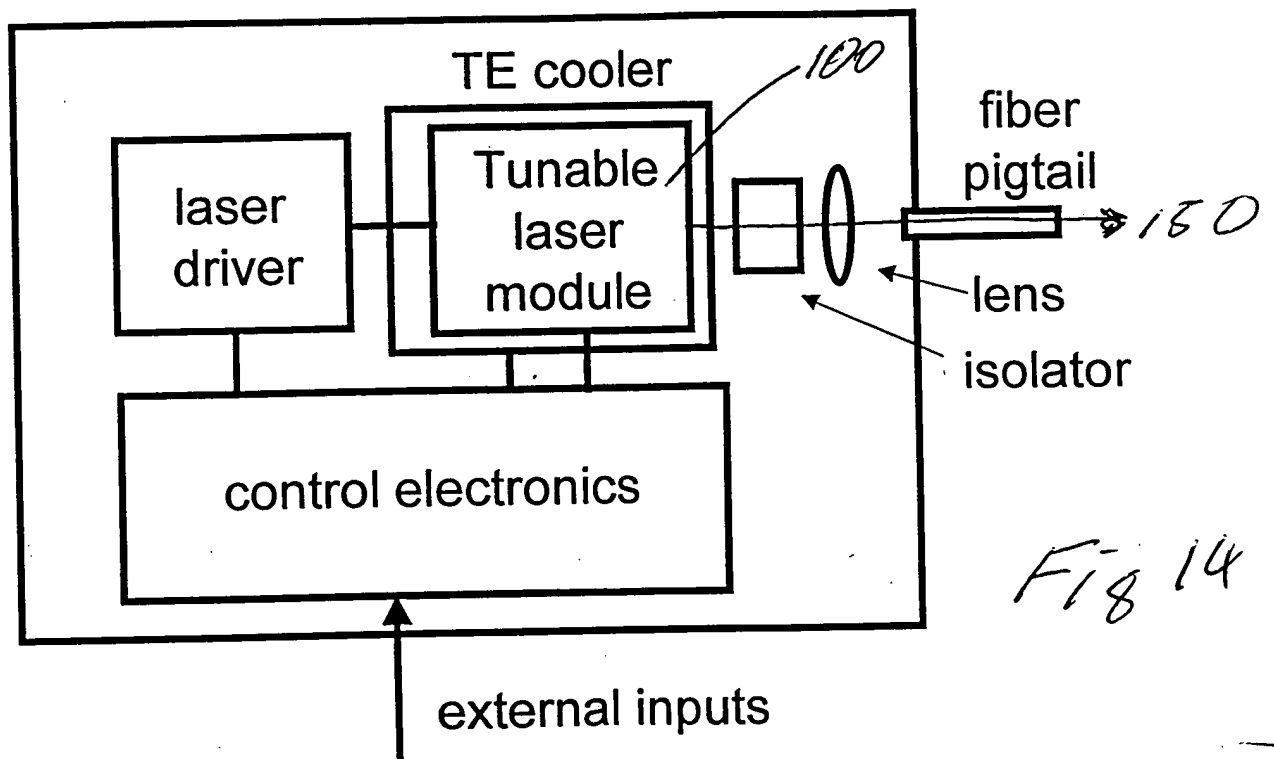 TE cooler
100
fiber
pigtail
laser
driver
Tunable
laser
module
150
lens
isolator
control electronics
Fig 14
external inputs